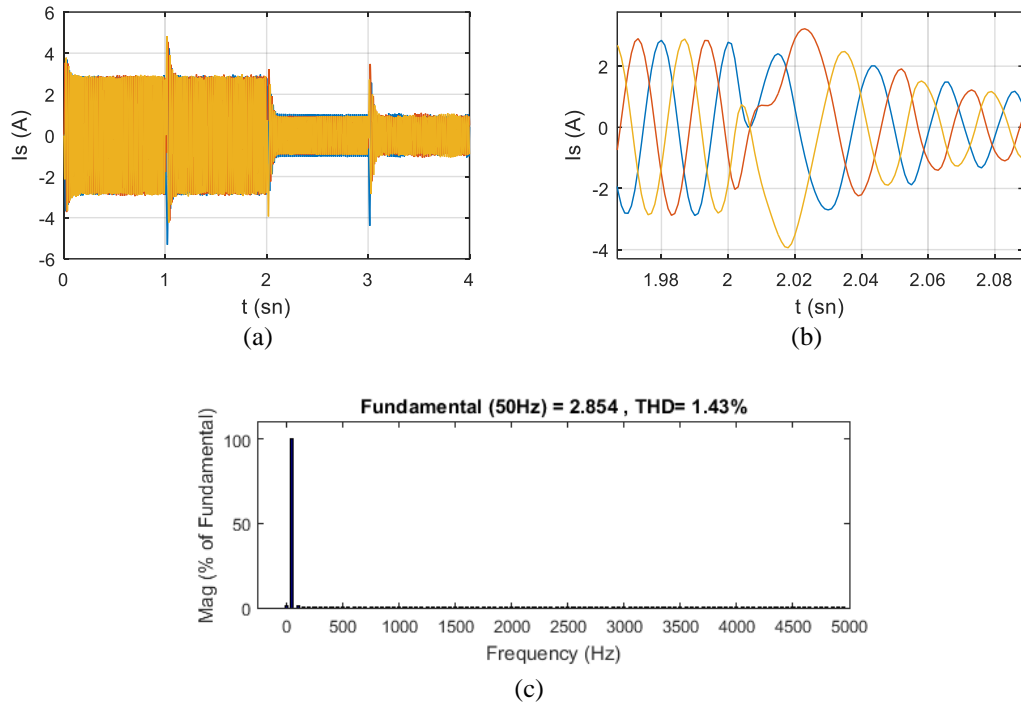 6
4
2
0
-2
-4
-6
Is (A)
0 1 2 3 4
t (sn)
(a)
2
0
-2
-4
Is (A)
1.98 2 2.02 2.04 2.06 2.08
t (sn)
(b)
Fundamental (50Hz) = 2.854 , THD= 1.43%
100
50
0
Mag (% of Fundamental)
0 500 1000 1500 2000 2500 3000 3500 4000 4500 5000
Frequency (Hz)
(c)